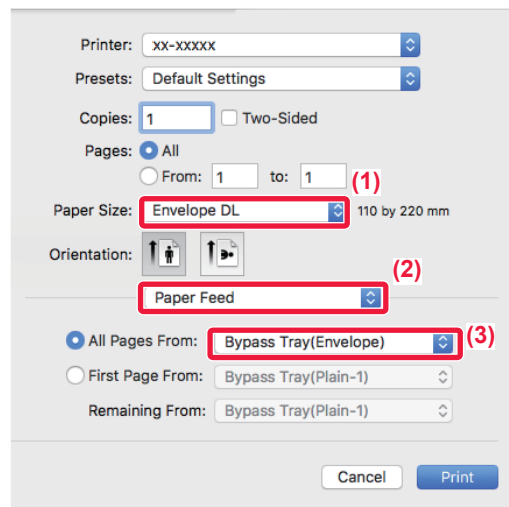 Printer: xx-xxxxx
Presets: Default Settings
Copies: 1 Two-Sided
Pages: All
From: 1 to: 1
(1)
Paper Size: Envelope DL 110 by 220 mm
Orientation:
(2)
Paper Feed
All Pages From: Bypass Tray(Envelope) (3)
First Page From: Bypass Tray(Plain-1)
Remaining From: Bypass Tray(Plain-1)
Cancel Print